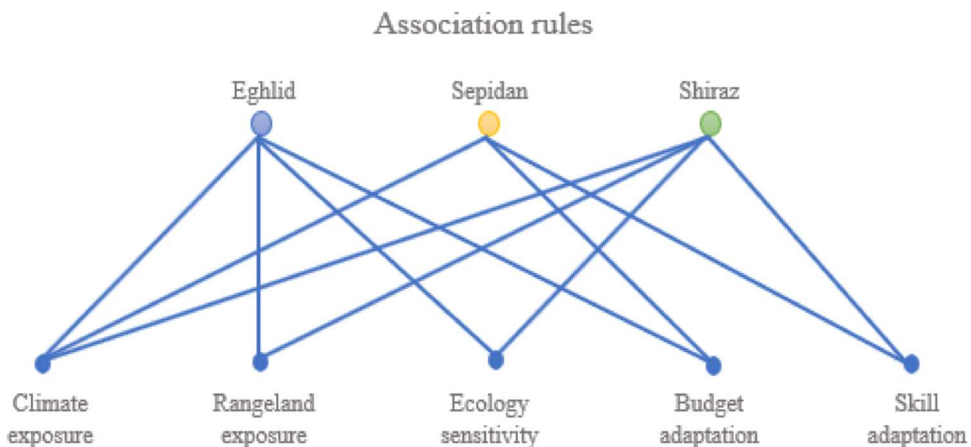 Association rules
Eghlid
Sepidan
Shiraz
Climate
exposure
Rangeland
exposure
Ecology
sensitivity
Budget
adaptation
Skill
adaptation